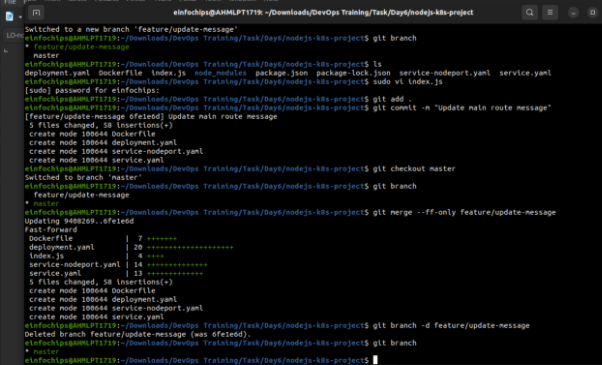 File
LO-no
einfochips@AHMLPT1719: ~/Downloads/DevOps Training/Task/Day6/nodejs-k8s-project
Switched to a new branch 'feature/update-message'
einfochips@AHMLPT1719:~/Downloads/DevOps Training/Task/Day6/nodejs-k8s-project$ git branch
* feature/update-message
  master
einfochips@AHMLPT1719:~/Downloads/DevOps Training/Task/Day6/nodejs-k8s-project$ ls
deployment.yaml  Dockerfile  index.js  node_modules  package.json  package-lock.json  service-nodeport.yaml  service.yaml
einfochips@AHMLPT1719:~/Downloads/DevOps Training/Task/Day6/nodejs-k8s-project$ sudo vi index.js
[sudo] password for einfochips:
einfochips@AHMLPT1719:~/Downloads/DevOps Training/Task/Day6/nodejs-k8s-project$ git add .
einfochips@AHMLPT1719:~/Downloads/DevOps Training/Task/Day6/nodejs-k8s-project$ git commit -m "Update main route message"
[feature/update-message 6fe1e6d] Update main route message
 5 files changed, 58 insertions(+)
 create mode 100644 Dockerfile
 create mode 100644 deployment.yaml
 create mode 100644 service-nodeport.yaml
 create mode 100644 service.yaml
einfochips@AHMLPT1719:~/Downloads/DevOps Training/Task/Day6/nodejs-k8s-project$ git checkout master
Switched to branch 'master'
einfochips@AHMLPT1719:~/Downloads/DevOps Training/Task/Day6/nodejs-k8s-project$ git branch
  feature/update-message
* master
einfochips@AHMLPT1719:~/Downloads/DevOps Training/Task/Day6/nodejs-k8s-project$ git merge --ff-only feature/update-message
Updating 9408269..6fe1e6d
Fast-forward
 Dockerfile            |  7 +++++++
 deployment.yaml       | 20 ++++++++++++++++++++
 index.js              |  4 ++++
 service-nodeport.yaml | 14 ++++++++++++++
 service.yaml          | 13 +++++++++++++
 5 files changed, 58 insertions(+)
 create mode 100644 Dockerfile
 create mode 100644 deployment.yaml
 create mode 100644 service-nodeport.yaml
 create mode 100644 service.yaml
einfochips@AHMLPT1719:~/Downloads/DevOps Training/Task/Day6/nodejs-k8s-project$ git branch -d feature/update-message
Deleted branch feature/update-message (was 6fe1e6d).
einfochips@AHMLPT1719:~/Downloads/DevOps Training/Task/Day6/nodejs-k8s-project$ git branch
* master
einfochips@AHMLPT1719:~/Downloads/DevOps Training/Task/Day6/nodejs-k8s-project$